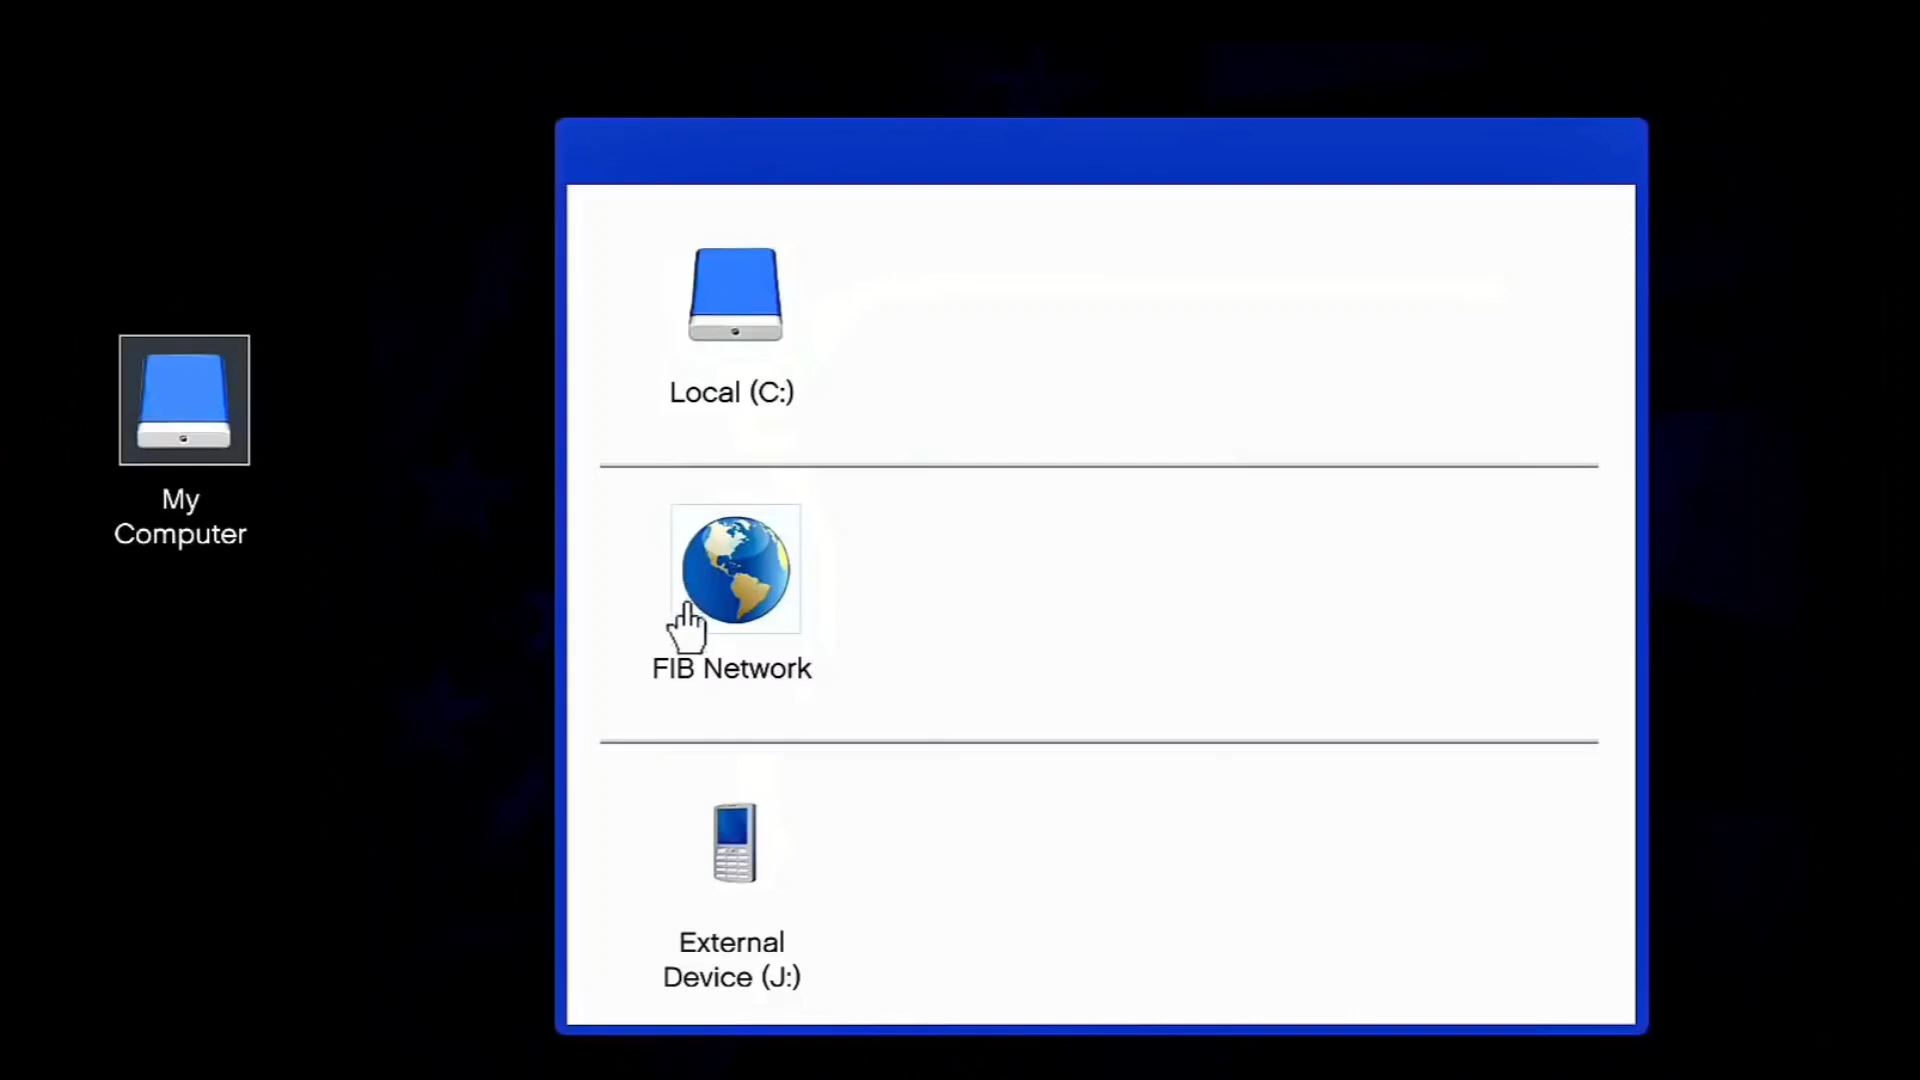 My
Computer
Local (C:)
FIB Network
External
Device (J:)